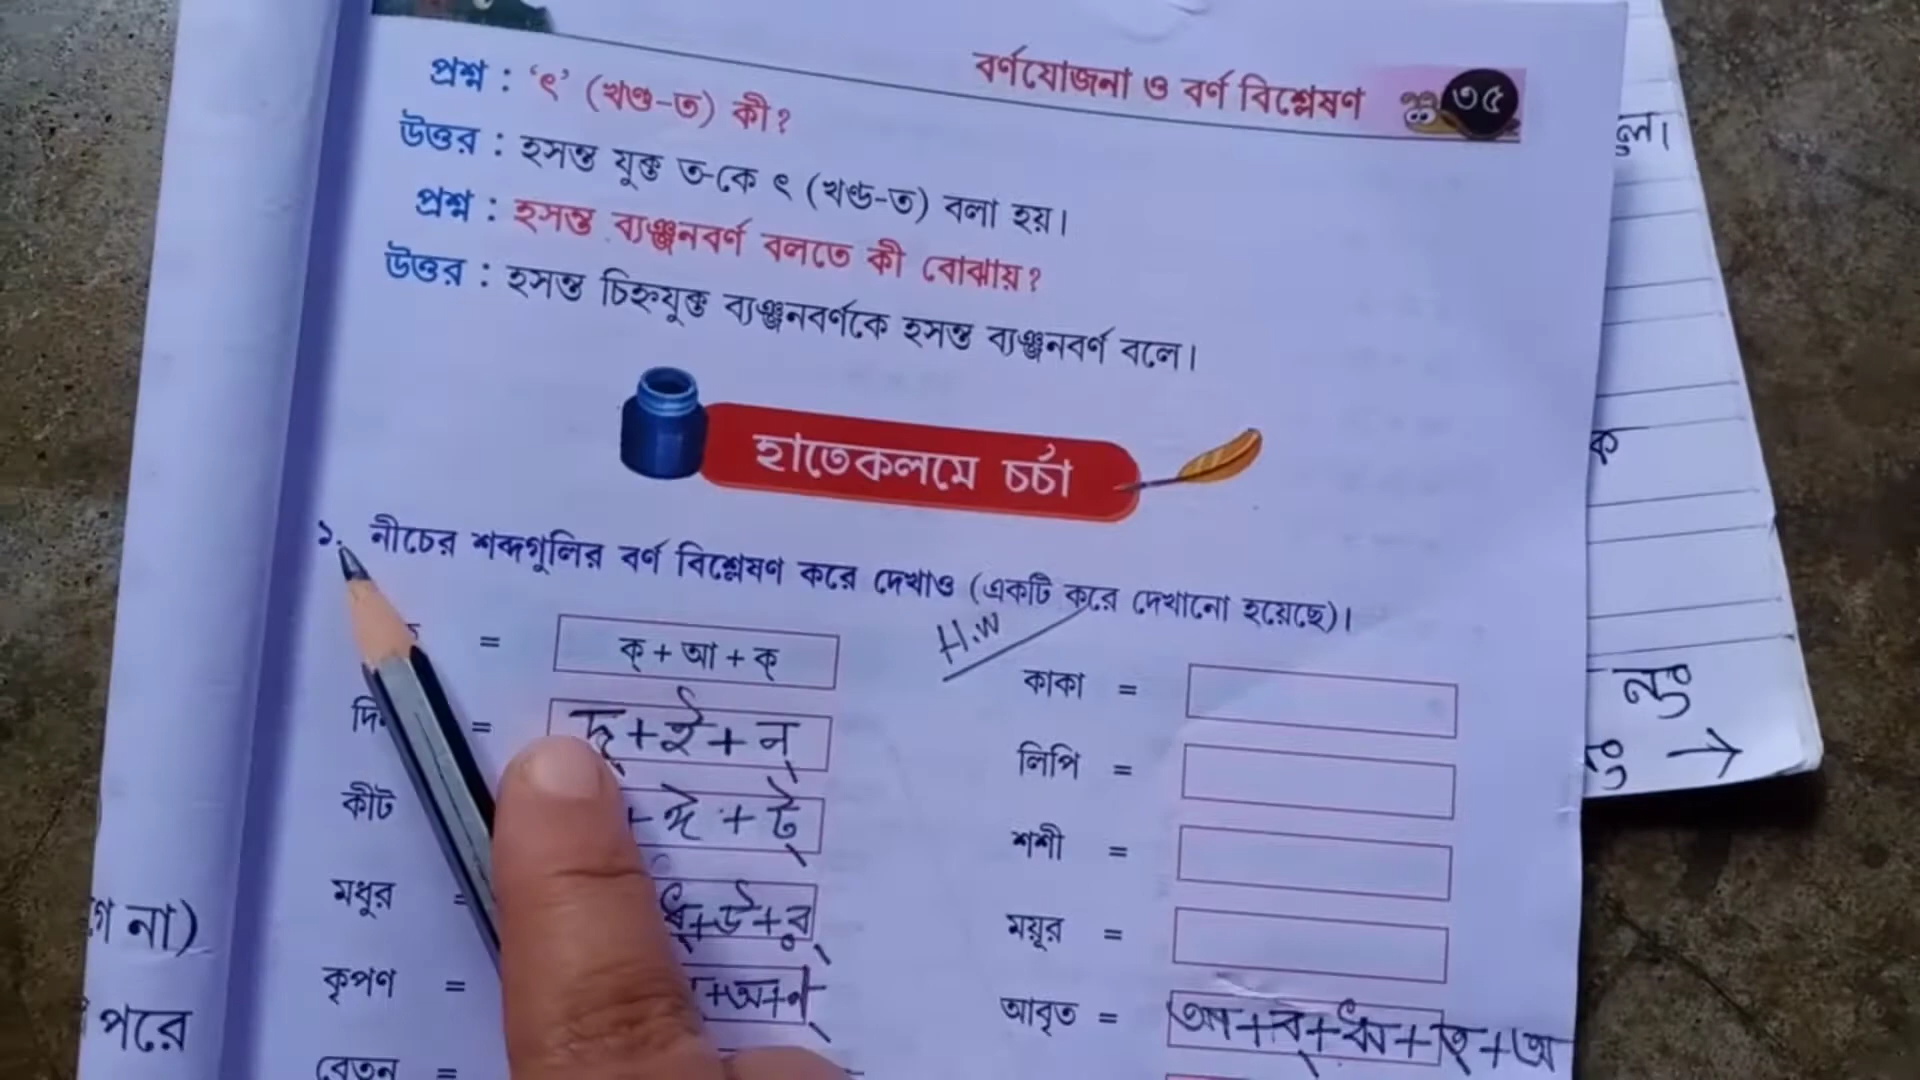 বর্ণযোজনা ও বর্ণ বিশ্লেষণ ৩৫
প্রশ্ন : ‘ৎ’ (খণ্ড-ত) কী?
উত্তর : হসন্ত যুক্ত ত-কে ৎ (খণ্ড-ত) বলা হয়।
প্রশ্ন : হসন্ত ব্যঞ্জনবর্ণ বলতে কী বোঝায়?
উত্তর : হসন্ত চিহ্নযুক্ত ব্যঞ্জনবর্ণকে হসন্ত ব্যঞ্জনবর্ণ বলে।
হাতেকলমে চর্চা
১. নীচের শব্দগুলির বর্ণ বিশ্লেষণ করে দেখাও (একটি করে দেখানো হয়েছে)।
H.W
= ক্ + আ + ক্
কাকা =
= দ্ + ই + ন্
লিপি =
কীট + ঈ + ট্
শশী =
মধুর = ধ্ + উ + র্
ময়ূর =
কৃপণ = + অ + ণ্
আবৃত = আ + ব্ + ঋ + ত্ + অ
বেতন =
না)
পরে